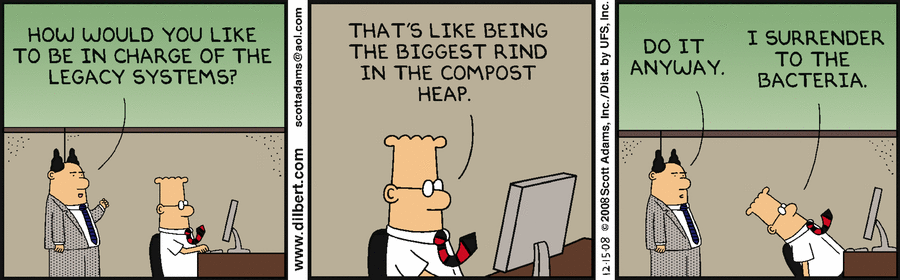 HOW WOULD YOU LIKE
TO BE IN CHARGE OF THE
LEGACY SYSTEMS?
www.dilbert.com
scottadams@aol.com
THAT'S LIKE BEING
THE BIGGEST RIND
IN THE COMPOST
HEAP.
12-15-08 ©2008 Scott Adams, Inc./Dist. by UFS, Inc.
DO IT
ANYWAY.
I SURRENDER
TO THE
BACTERIA.